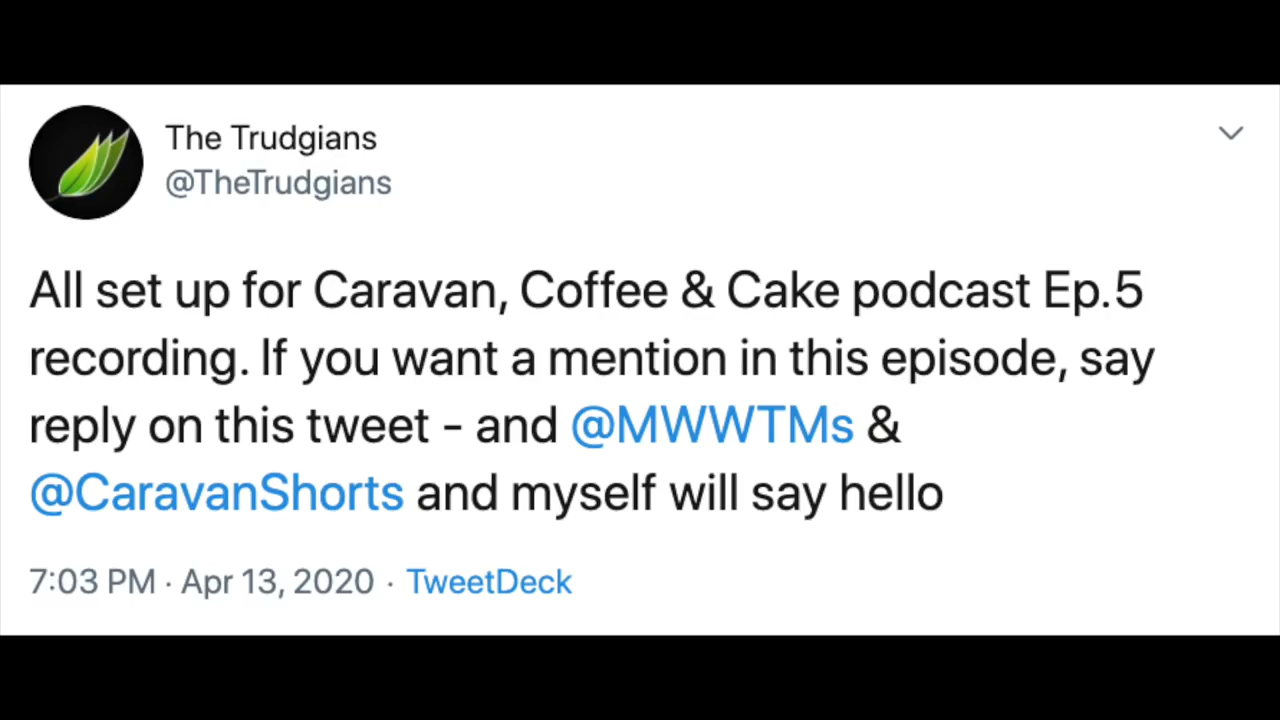 The Trudgians
@TheTrudgians
All set up for Caravan, Coffee & Cake podcast Ep.5
recording. If you want a mention in this episode, say
reply on this tweet - and @MWWTMs &
@CaravanShorts and myself will say hello
7:03 PM · Apr 13, 2020 · TweetDeck